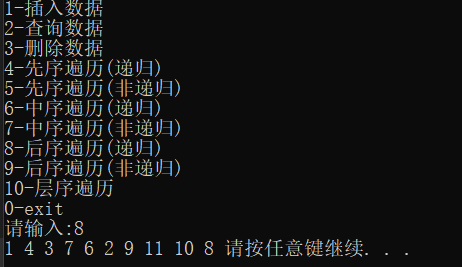 1-插入数据
2-查询数据
3-删除数据
4-先序遍历(递归)
5-先序遍历(非递归)
6-中序遍历(递归)
7-中序遍历(非递归)
8-后序遍历(递归)
9-后序遍历(非递归)
10-层序遍历
0-exit
请输入:8
1 4 3 7 6 2 9 11 10 8 请按任意键继续. . .